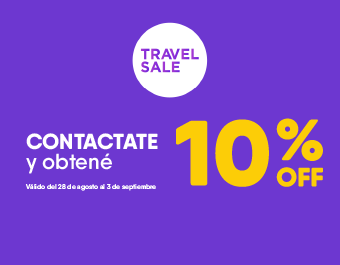 TRAVEL
SALE
CONTACTATE
y obtené
10%
OFF
Válido del 28 de agosto al 3 de septiembre